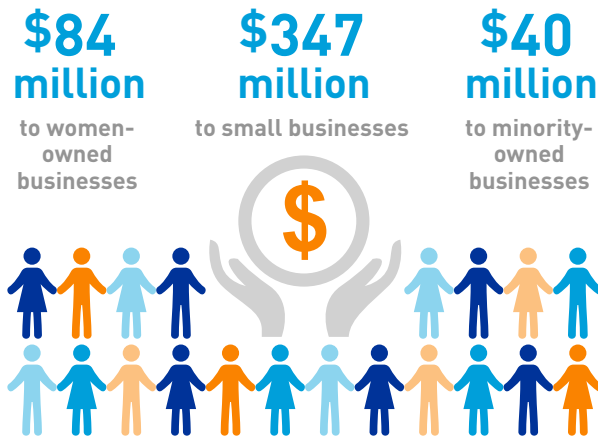 $84
million
to women-
owned
businesses
$347
million
to small businesses
$
$40
million
to minority-
owned
businesses